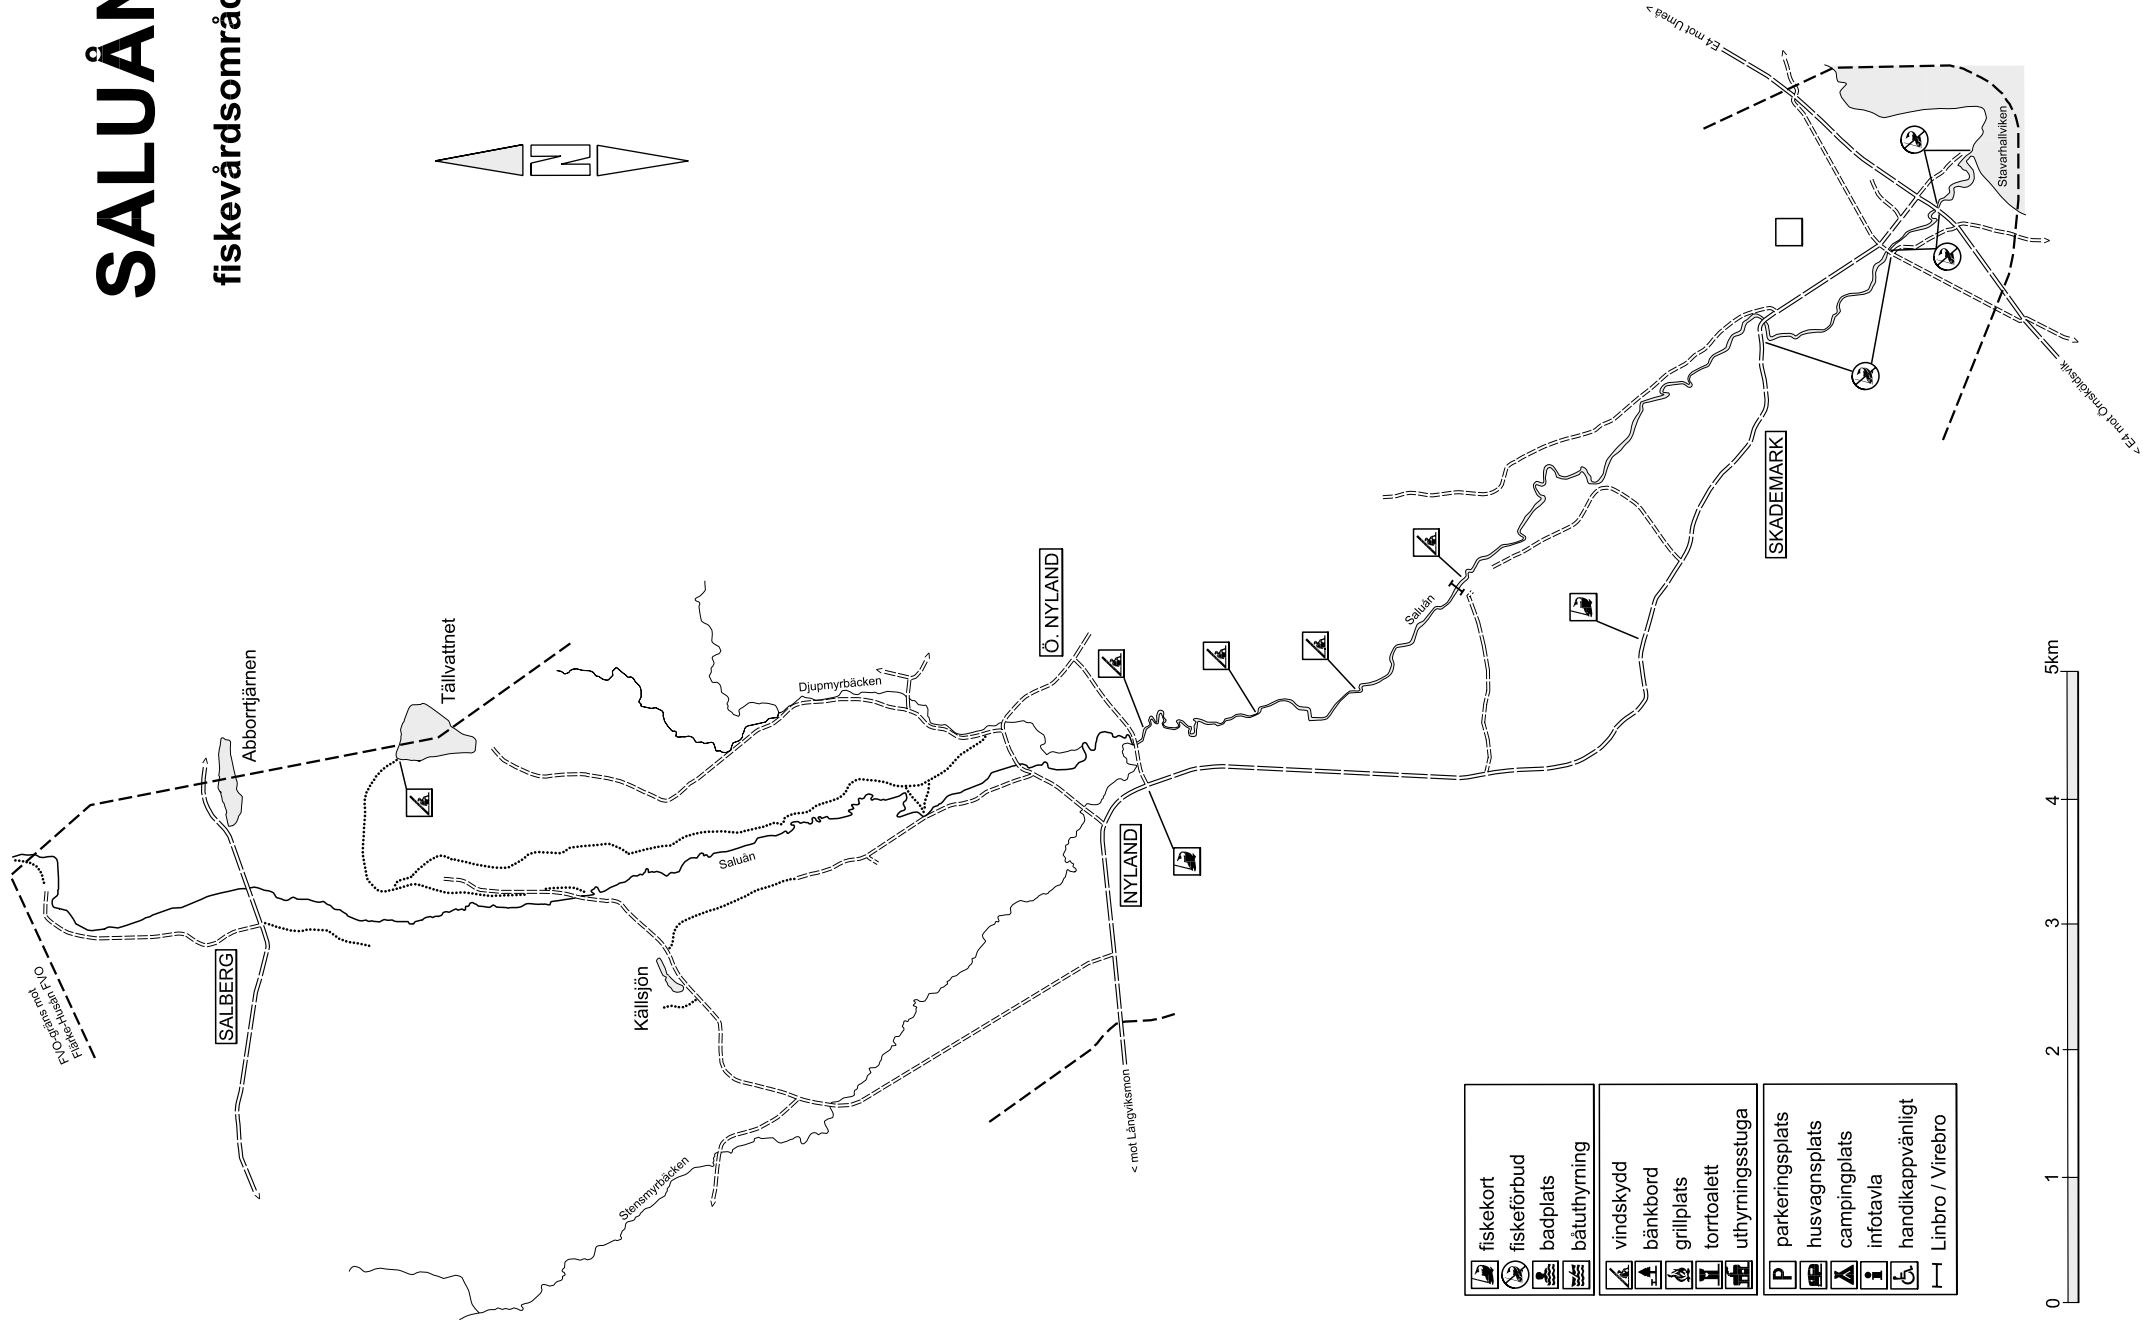 SALUÅN
fiskevårdsområd
FVO-gräns mot
Flärke-Husån FVO
SALBERG
Abborrtjärnen
Tällvattnet
Källsjön
Saluån
Djupmyrbäcken
Stensmyrbäcken
Ö. NYLAND
NYLAND
< mot Långviksmon
Saluån
SKADEMARK
< E4 mot Umeå
Stavarhallviken
< E4 mot Örnsköldsvik
fiskekort
fiskeförbud
badplats
båtuthyrning
vindskydd
bänkbord
grillplats
torrtoalett
uthyrningsstuga
P parkeringsplats
husvagnsplats
campingplats
i infotavla
handikappvänligt
Linbro / Virebro
0 1 2 3 4 5km
N